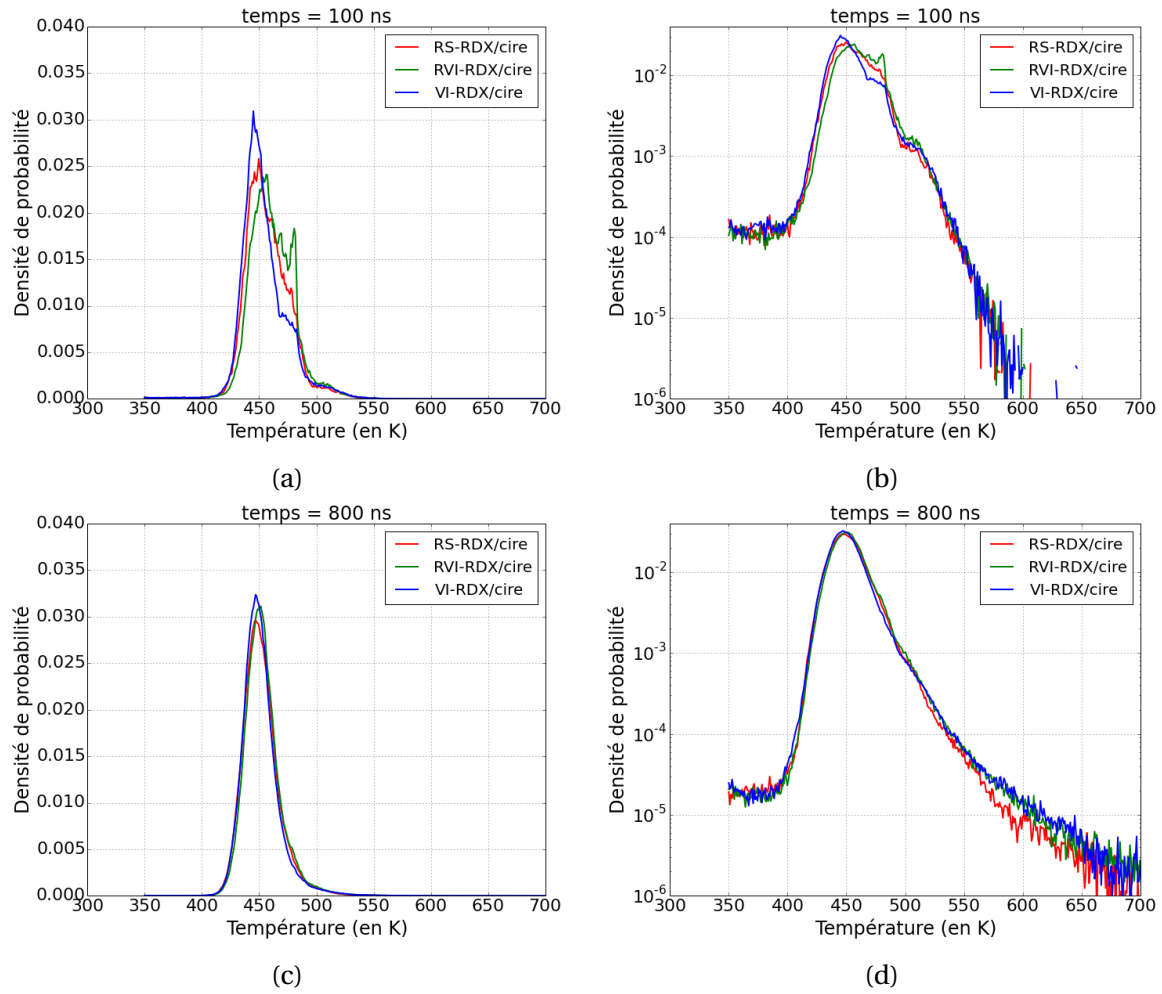 temps = 100 ns
Densité de probabilité
0.040
0.035
0.030
0.025
0.020
0.015
0.010
0.005
0.000
RS-RDX/cire
RVI-RDX/cire
VI-RDX/cire
300 350 400 450 500 550 600 650 700
Température (en K)
(a)
temps = 100 ns
Densité de probabilité
10-2
10-3
10-4
10-5
10-6
RS-RDX/cire
RVI-RDX/cire
VI-RDX/cire
300 350 400 450 500 550 600 650 700
Température (en K)
(b)
temps = 800 ns
Densité de probabilité
0.040
0.035
0.030
0.025
0.020
0.015
0.010
0.005
0.000
RS-RDX/cire
RVI-RDX/cire
VI-RDX/cire
300 350 400 450 500 550 600 650 700
Température (en K)
(c)
temps = 800 ns
Densité de probabilité
10-2
10-3
10-4
10-5
10-6
RS-RDX/cire
RVI-RDX/cire
VI-RDX/cire
300 350 400 450 500 550 600 650 700
Température (en K)
(d)